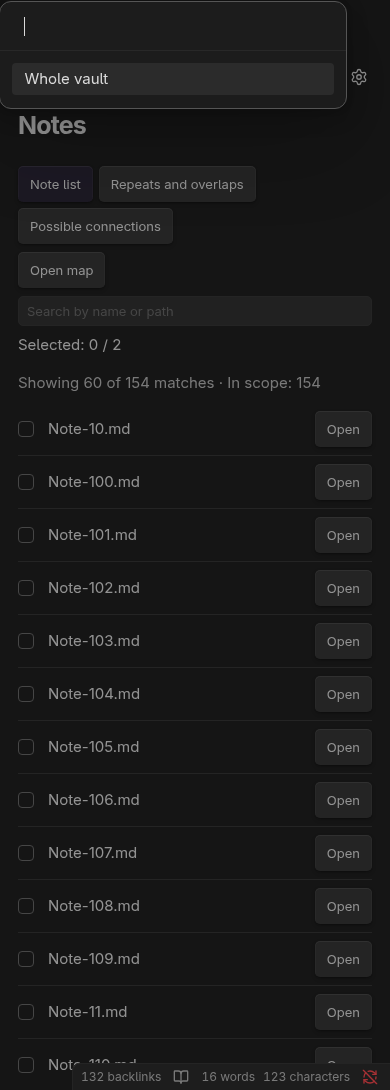 Whole vault
Notes
Note list
Repeats and overlaps
Possible connections
Open map
Search by name or path
Selected: 0 / 2
Showing 60 of 154 matches · In scope: 154
Note-10.md Open
Note-100.md Open
Note-101.md Open
Note-102.md Open
Note-103.md Open
Note-104.md Open
Note-105.md Open
Note-106.md Open
Note-107.md Open
Note-108.md Open
Note-109.md Open
Note-11.md Open
Note-110.md Open
132 backlinks 16 words 123 characters